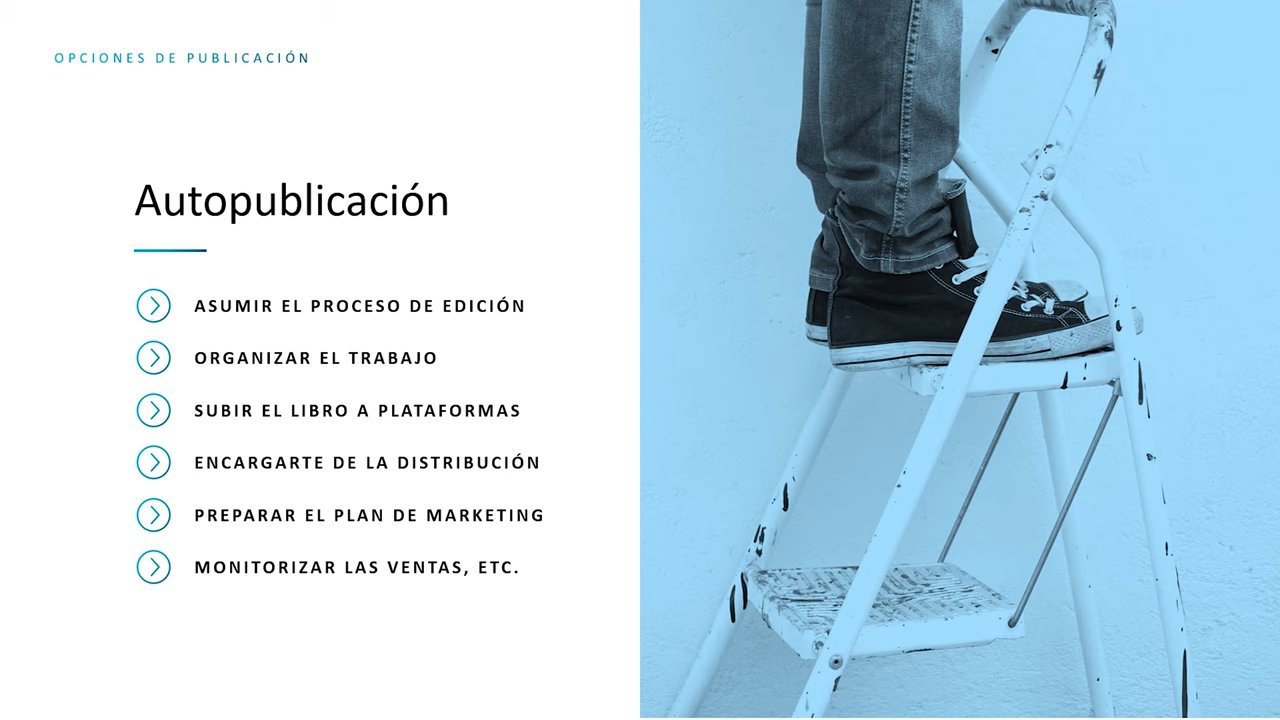 OPCIONES DE PUBLICACIÓN
Autopublicación
ASUMIR EL PROCESO DE EDICIÓN
ORGANIZAR EL TRABAJO
SUBIR EL LIBRO A PLATAFORMAS
ENCARGARTE DE LA DISTRIBUCIÓN
PREPARAR EL PLAN DE MARKETING
MONITORIZAR LAS VENTAS, ETC.